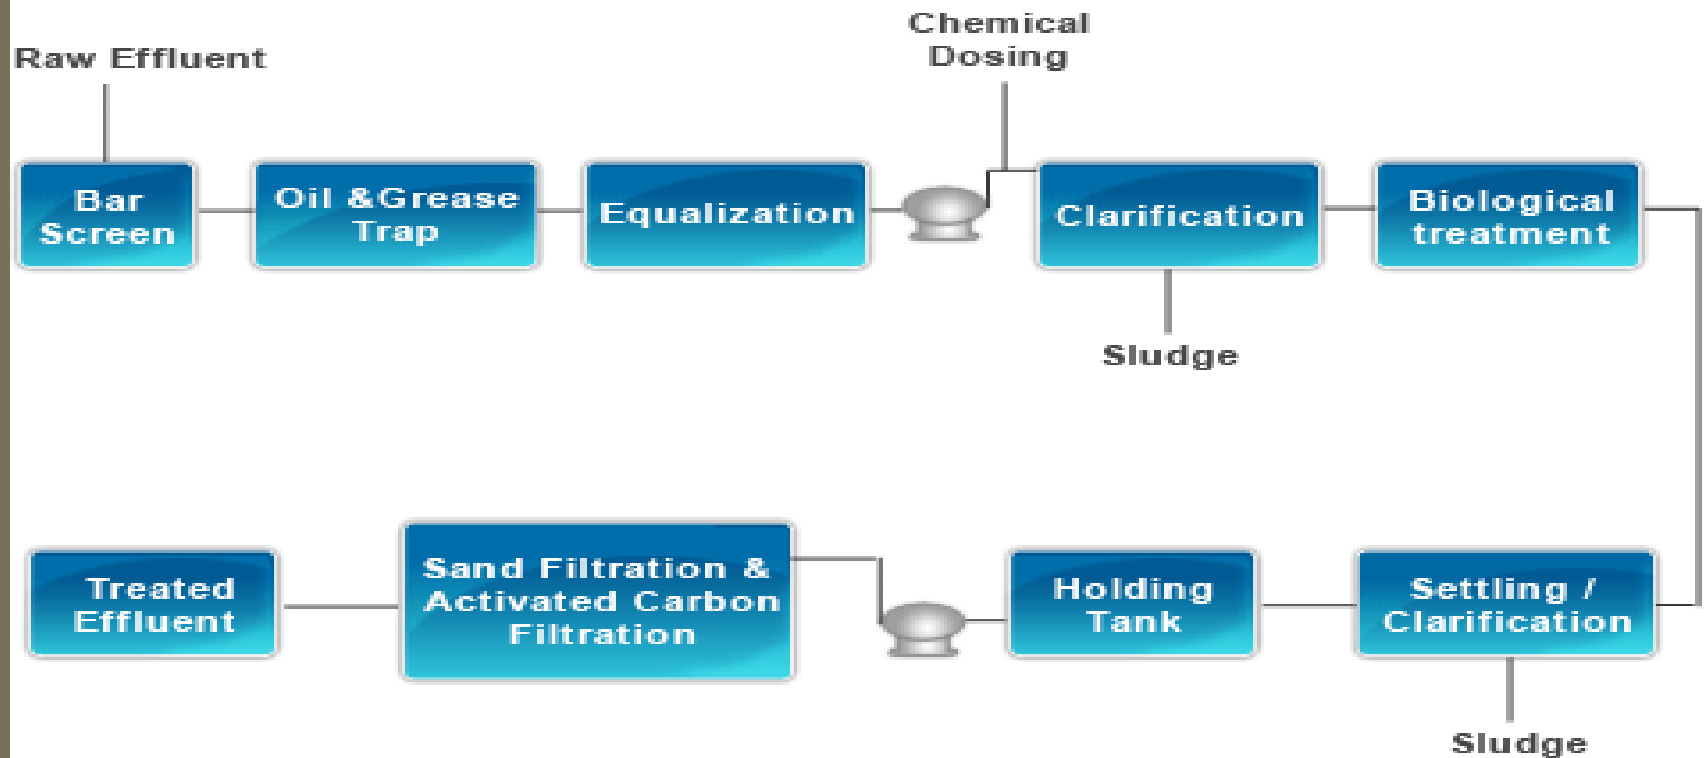 Raw Effluent
Chemical
Dosing
Bar
Screen
Oil &Grease
Trap
Equalization
Clarification
Biological
treatment
Sludge
Treated
Effluent
Sand Filtration &
Activated Carbon
Filtration
Holding
Tank
Settling /
Clarification
Sludge